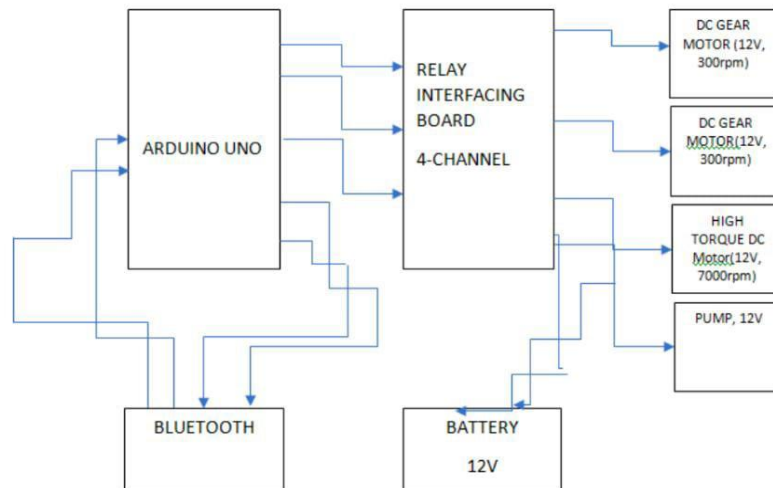 ARDUINO UNO
RELAY
INTERFACING
BOARD
4-CHANNEL
DC GEAR
MOTOR (12V,
300rpm)
DC GEAR
MOTOR(12V,
300rpm)
HIGH
TORQUE DC
Motor(12V,
7000rpm)
PUMP, 12V
BLUETOOTH
BATTERY
12V